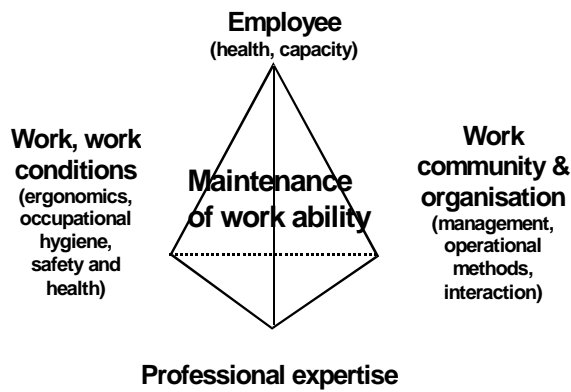 Employee
(health, capacity)
Work, work
conditions
(ergonomics,
occupational
hygiene,
safety and
health)
Maintenance
of work ability
Work
community &
organisation
(management,
operational
methods,
interaction)
Professional expertise